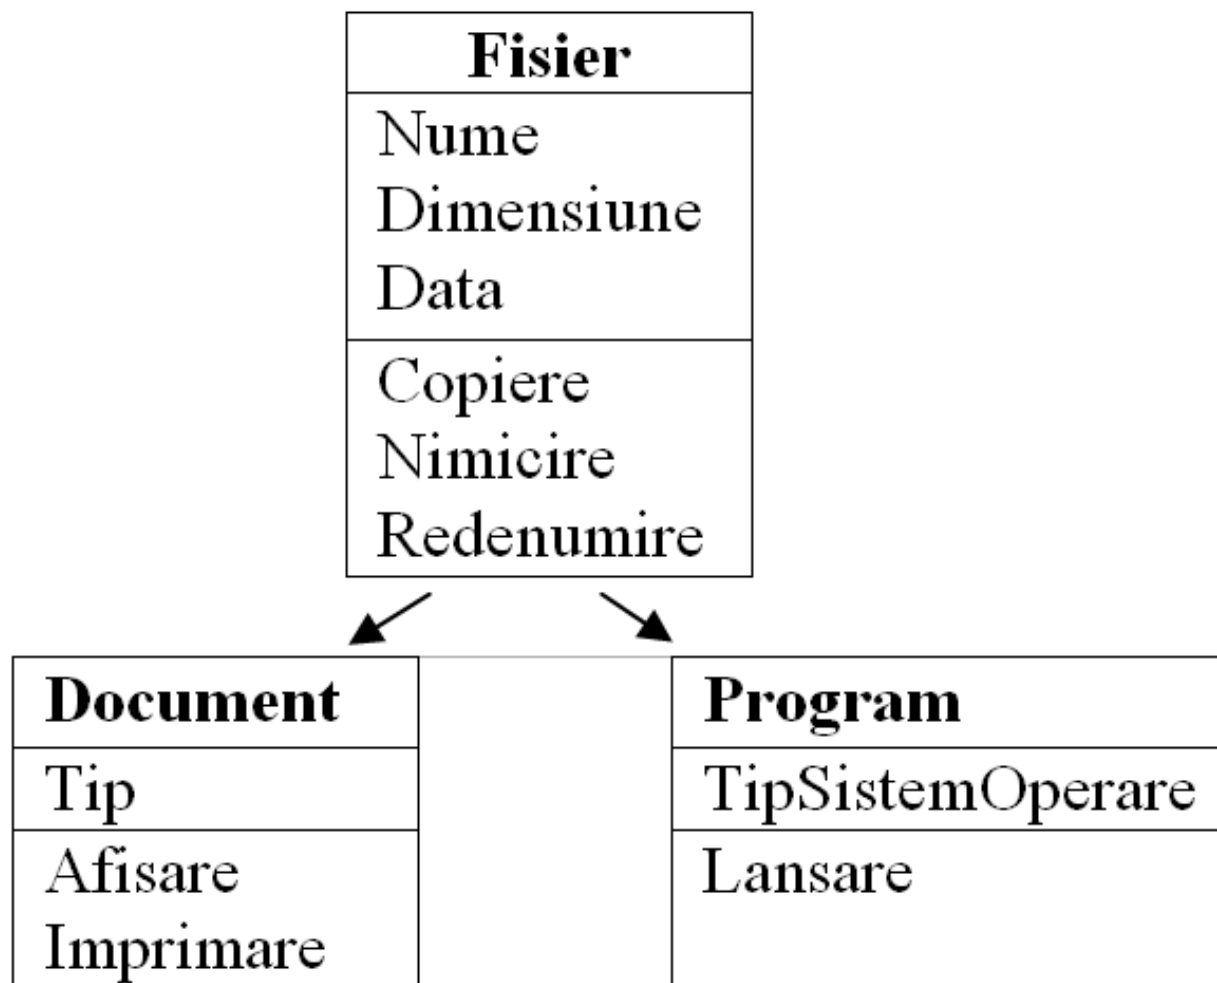 Fisier
Nume
Dimensiune
Data
Copiere
Nimicire
Redenumire
Document
Tip
Afisare
Imprimare
Program
TipSistemOperare
Lansare